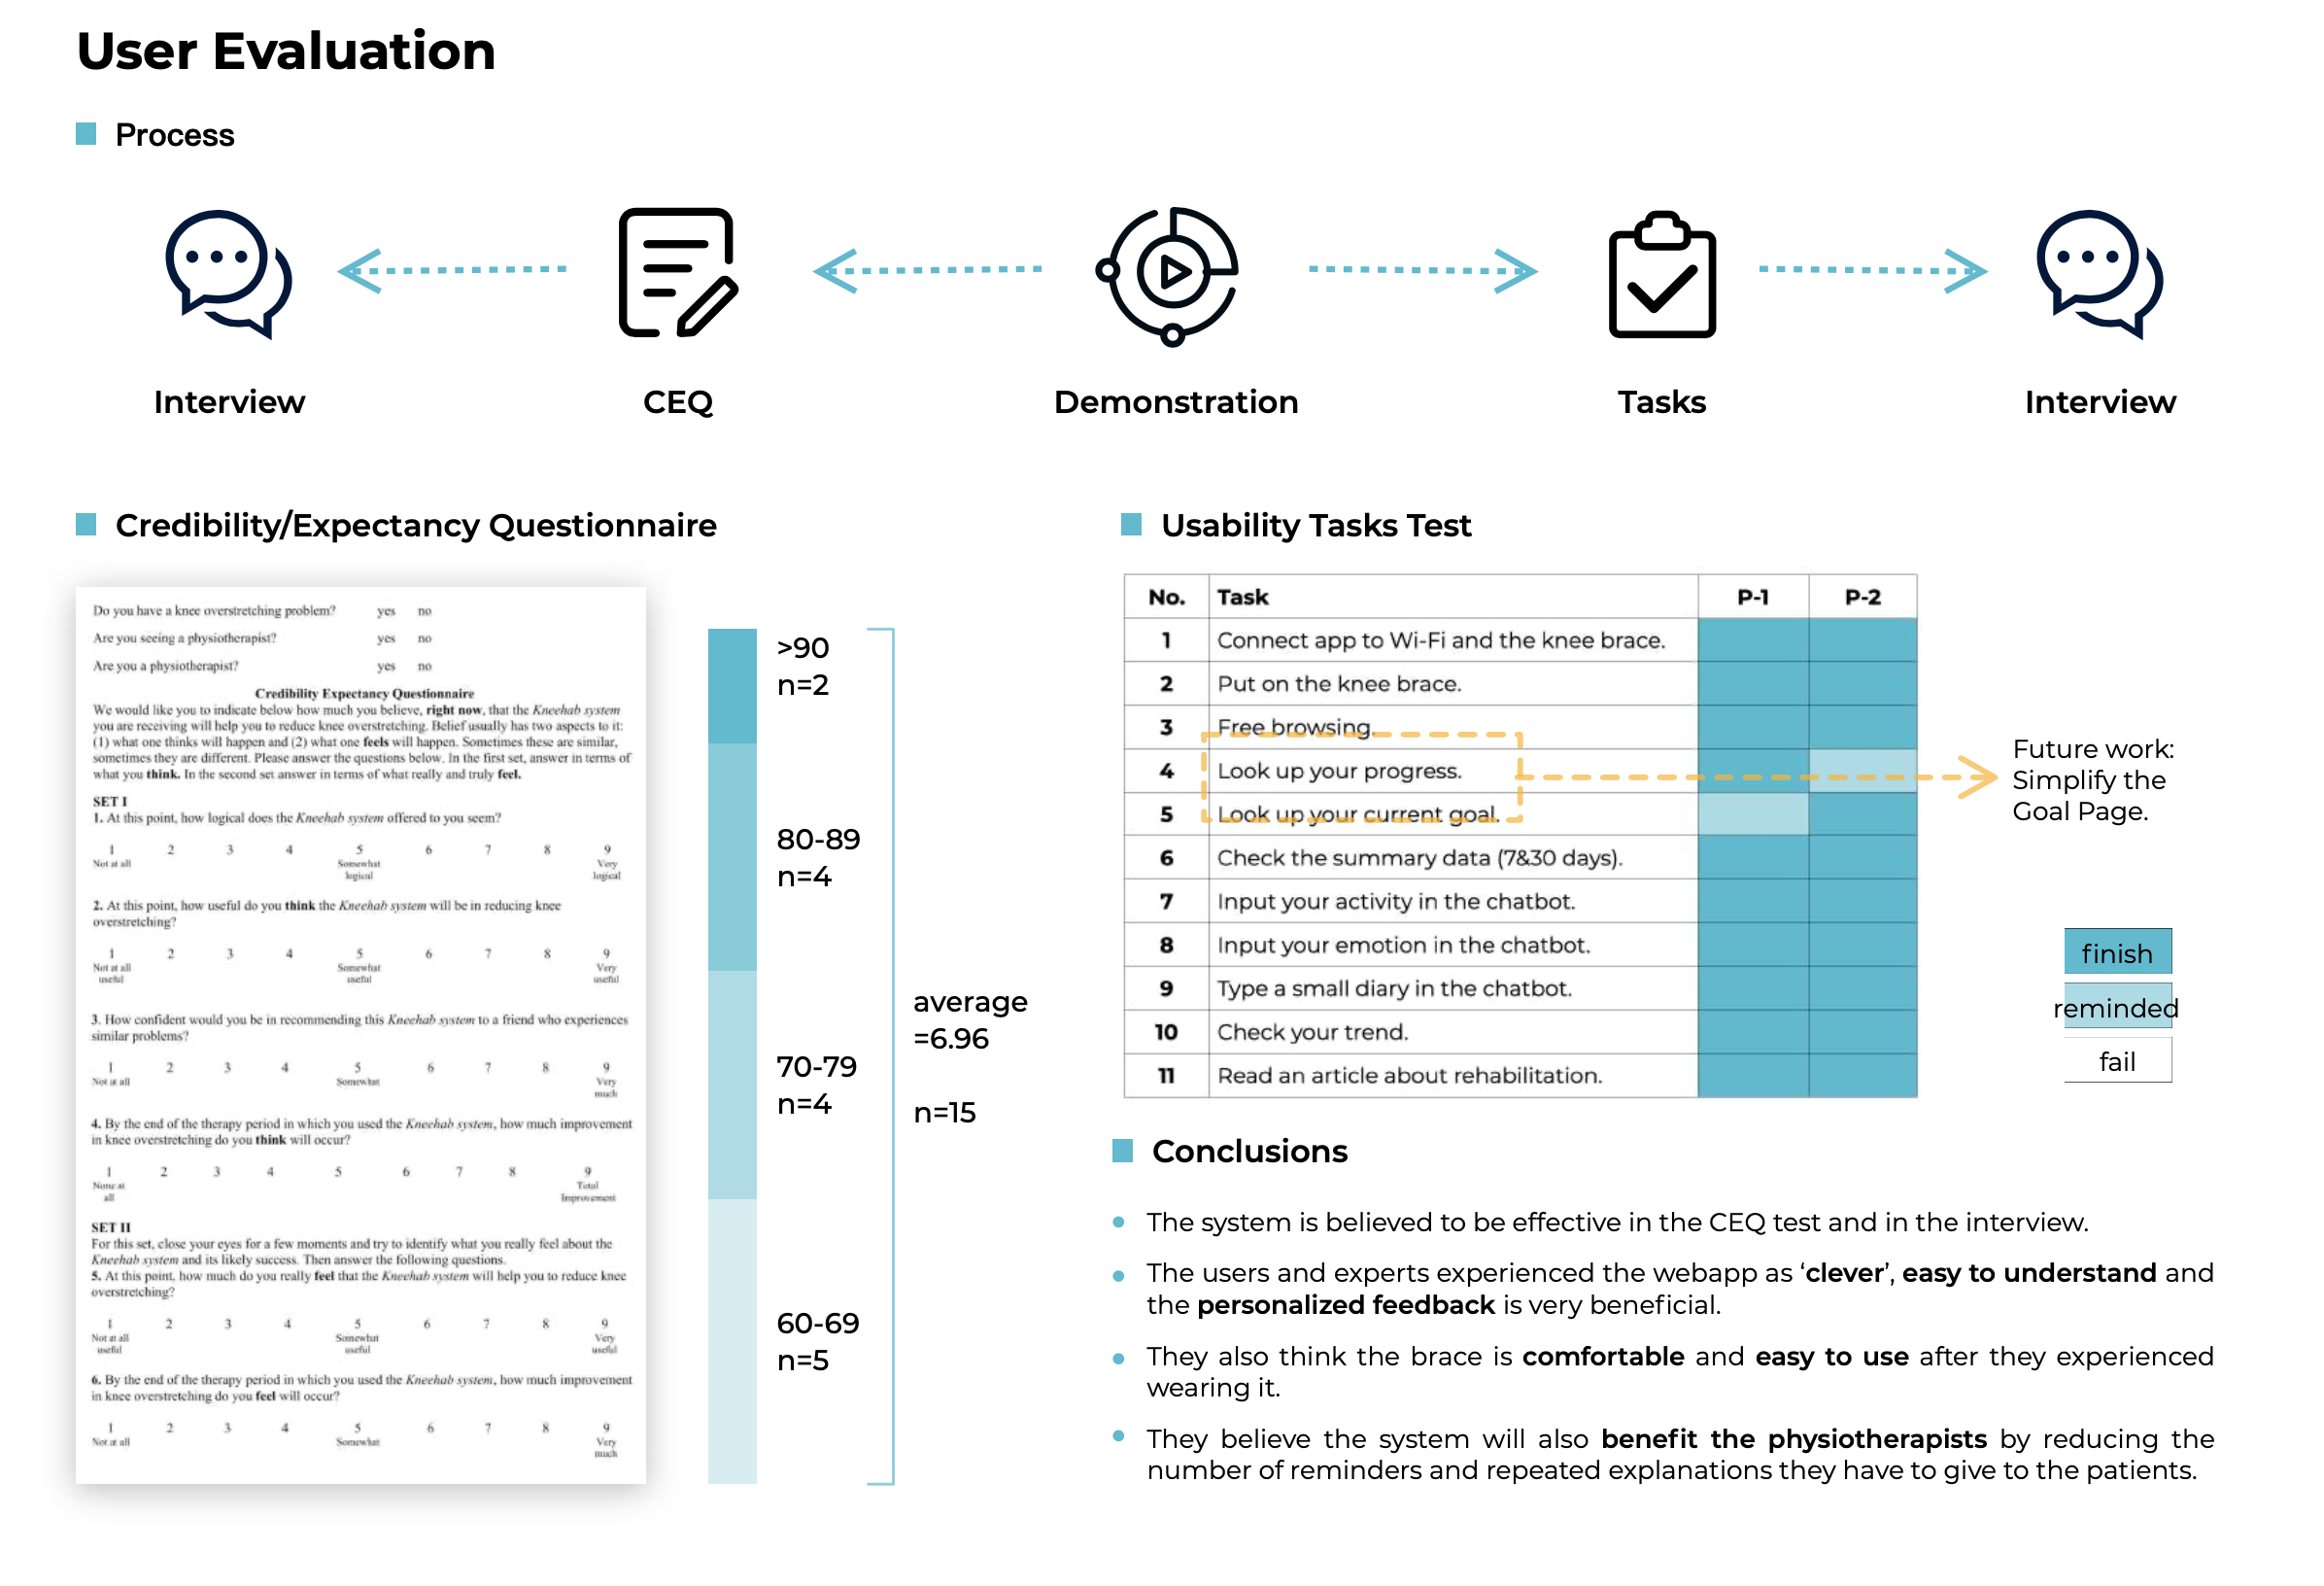 User Evaluation
Process
Interview
CEQ
Demonstration
Tasks
Interview
Credibility/Expectancy Questionnaire
Do you have a knee overstretching problem? yes no
Are you seeing a physiotherapist? yes no
Are you a physiotherapist? yes no
Credibility Expectancy Questionnaire
We would like you to indicate below how much you believe, right now, that the Kneehab system
you are receiving will help you to reduce knee overstretching. Belief usually has two aspects to it:
(1) what one thinks will happen and (2) what one feels will happen. Sometimes these are similar,
sometimes they are different. Please answer the questions below. In the first set, answer in terms of
what you think. In the second set answer in terms of what really and truly feel.
SET I
1. At this point, how logical does the Kneehab system offered to you seem?
1 2 3 4 5 6 7 8 9
Not at all Somewhat Very
logical logical
2. At this point, how useful do you think the Kneehab system will be in reducing knee
overstretching?
1 2 3 4 5 6 7 8 9
Not at all Somewhat Very
useful useful useful
3. How confident would you be in recommending this Kneehab system to a friend who experiences
similar problems?
1 2 3 4 5 6 7 8 9
Not at all Somewhat Very
much
4. By the end of the therapy period in which you used the Kneehab system, how much improvement
in knee overstretching do you think will occur?
1 2 3 4 5 6 7 8 9
None at Total
all Improvement
SET II
For this set, close your eyes for a few moments and try to identify what you really feel about the
Kneehab system and its likely success. Then answer the following questions.
5. At this point, how much do you really feel that the Kneehab system will help you to reduce knee
overstretching?
1 2 3 4 5 6 7 8 9
Not at all Somewhat Very
useful useful useful
6. By the end of the therapy period in which you used the Kneehab system, how much improvement
in knee overstretching do you feel will occur?
1 2 3 4 5 6 7 8 9
Not at all Somewhat Very
much
>90
n=2
80-89
n=4
70-79
n=4
60-69
n=5
average
=6.96
n=15
Usability Tasks Test
No. Task P-1 P-2
1 Connect app to Wi-Fi and the knee brace.
2 Put on the knee brace.
3 Free browsing.
4 Look up your progress.
5 Look up your current goal.
6 Check the summary data (7&30 days).
7 Input your activity in the chatbot.
8 Input your emotion in the chatbot.
9 Type a small diary in the chatbot.
10 Check your trend.
11 Read an article about rehabilitation.
Future work:
Simplify the
Goal Page.
finish
reminded
fail
Conclusions
The system is believed to be effective in the CEQ test and in the interview.
The users and experts experienced the webapp as ‘clever’, easy to understand and
the personalized feedback is very beneficial.
They also think the brace is comfortable and easy to use after they experienced
wearing it.
They believe the system will also benefit the physiotherapists by reducing the
number of reminders and repeated explanations they have to give to the patients.